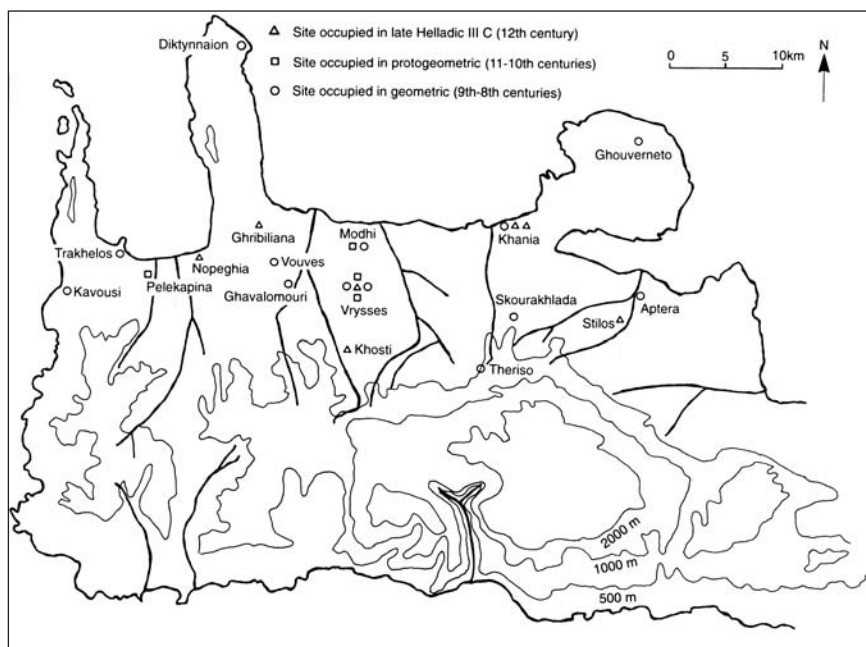 Diktynnaion
Site occupied in late Helladic III C (12th century)
Site occupied in protogeometric (11-10th centuries)
Site occupied in geometric (9th-8th centuries)
0 5 10km
N
Ghouverneto
Ghribiliana
Modhi
Khania
Trakhelos
Nopeghia
Vouves
Kavousi
Pelekapina
Ghavalomouri
Vrysses
Skourakhlada
Stilos
Aptera
Khosti
Theriso
2000 m
1000 m
500 m